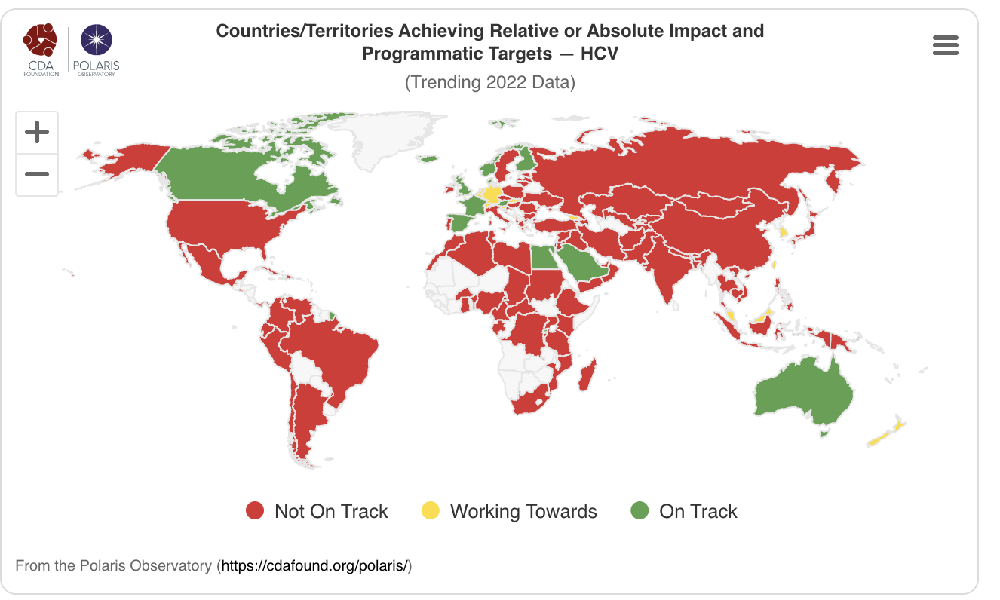 Countries/Territories Achieving Relative or Absolute Impact and
Programmatic Targets — HCV
(Trending 2022 Data)
CDA
FOUNDATION
POLARIS
OBSERVATORY
+
−
Not On Track
Working Towards
On Track
From the Polaris Observatory (https://cdafound.org/polaris/)